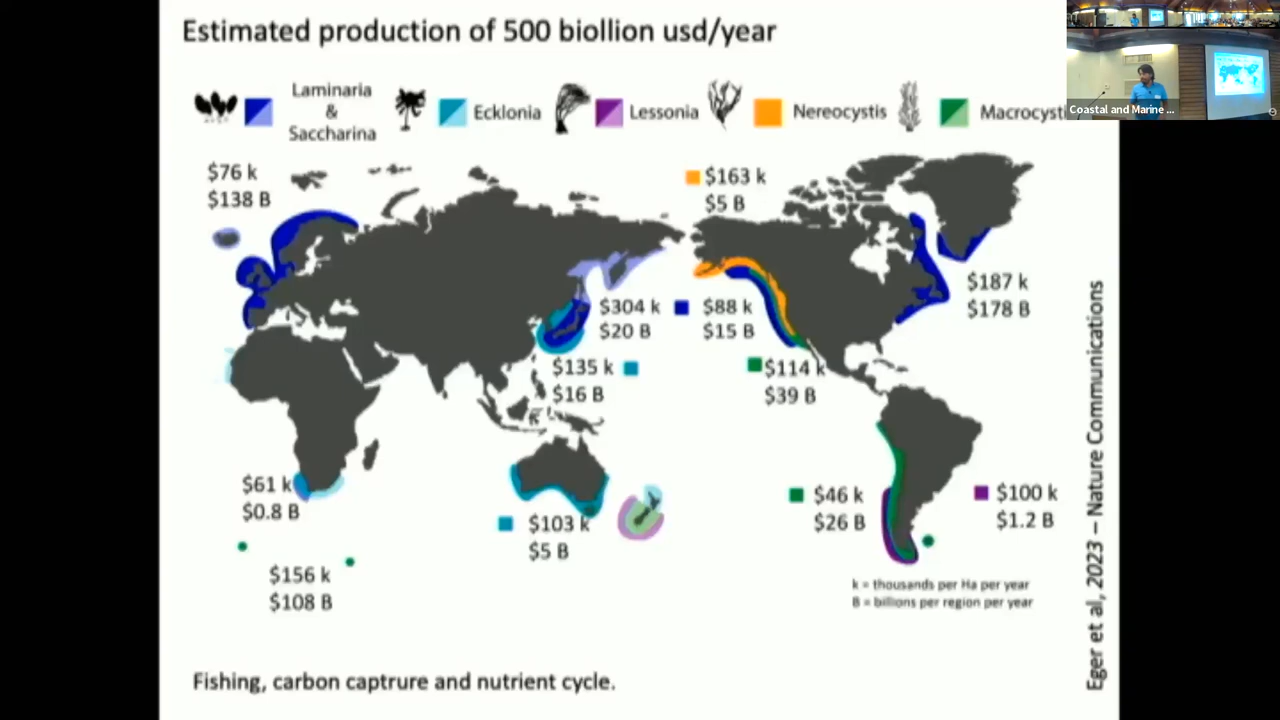 Estimated production of 500 biollion usd/year
Laminaria
&
Saccharina
Ecklonia
Lessonia
Nereocystis
Macrocysti
Coastal and Marine ...
$76 k
$138 B
$163 k
$5 B
$187 k
$178 B
$304 k
$20 B
$88 k
$15 B
$135 k
$16 B
$114 k
$39 B
$61 k
$0.8 B
$103 k
$5 B
$46 k
$26 B
$100 k
$1.2 B
$156 k
$108 B
k = thousands per Ha per year
B = billions per region per year
Eger et al, 2023 – Nature Communications
Fishing, carbon captrure and nutrient cycle.